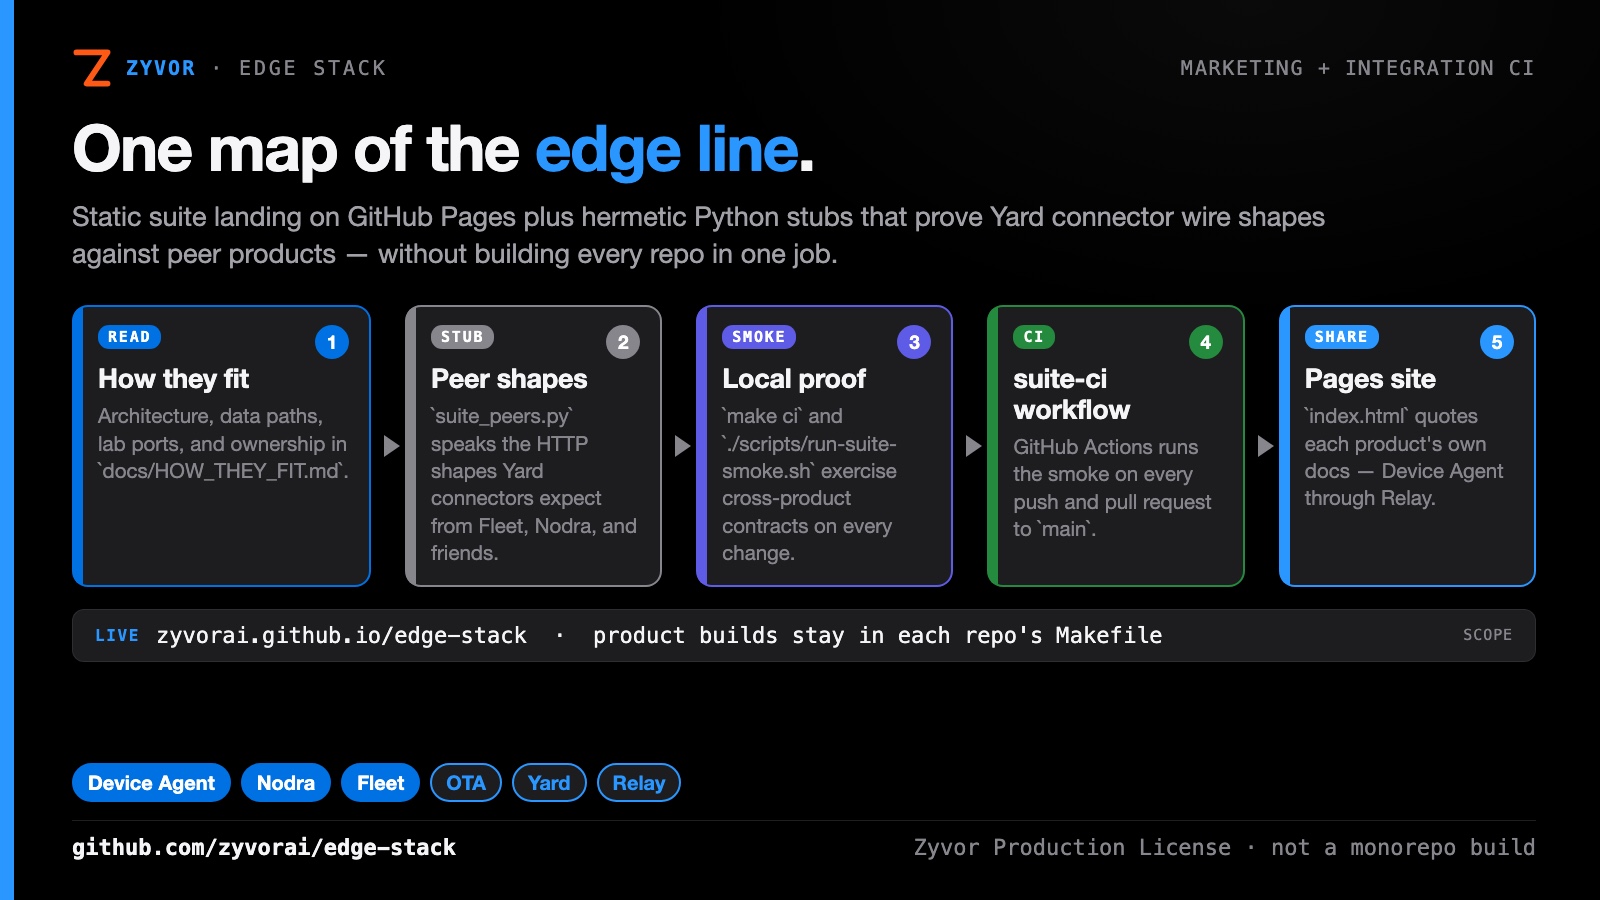 ZYVOR · EDGE STACK
MARKETING + INTEGRATION CI
One map of the edge line.
Static suite landing on GitHub Pages plus hermetic Python stubs that prove Yard connector wire shapes
against peer products — without building every repo in one job.
READ
1
How they fit
Architecture, data paths,
lab ports, and ownership in
`docs/HOW_THEY_FIT.md`.
STUB
2
Peer shapes
`suite_peers.py`
speaks the HTTP
shapes Yard
connectors expect
from Fleet, Nodra, and
friends.
SMOKE
3
Local proof
`make ci` and
`./scripts/run-suite-
smoke.sh` exercise
cross-product
contracts on every
change.
CI
4
suite-ci
workflow
GitHub Actions runs
the smoke on every
push and pull request
to `main`.
SHARE
5
Pages site
`index.html` quotes
each product's own
docs — Device Agent
through Relay.
LIVE zyvorai.github.io/edge-stack · product builds stay in each repo's Makefile
SCOPE
Device Agent
Nodra
Fleet
OTA
Yard
Relay
github.com/zyvorai/edge-stack
Zyvor Production License · not a monorepo build